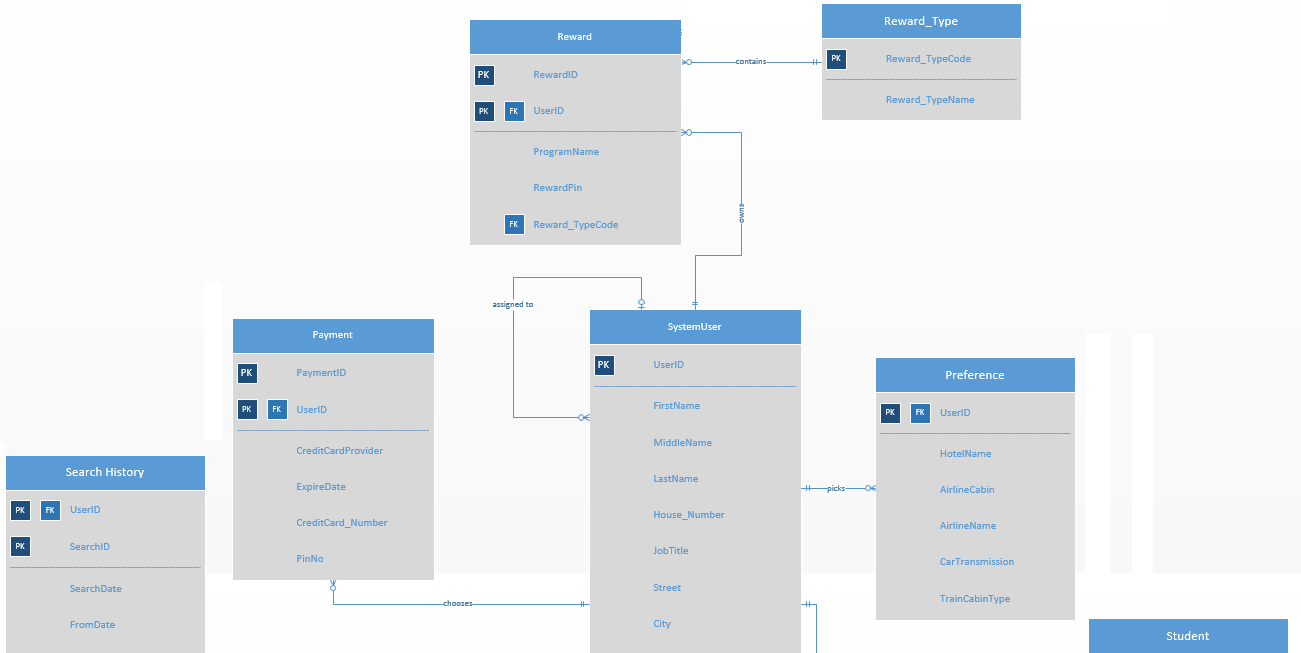 Reward
PK RewardID
PK FK UserID
ProgramName
RewardPin
FK Reward_TypeCode
contains
Reward_Type
PK Reward_TypeCode
Reward_TypeName
owns
assigned to
Payment
PK PaymentID
PK FK UserID
CreditCardProvider
ExpireDate
CreditCard_Number
PinNo
SystemUser
PK UserID
FirstName
MiddleName
LastName
House_Number
JobTitle
Street
City
Preference
PK FK UserID
HotelName
AirlineCabin
AirlineName
CarTransmission
TrainCabinType
picks
Search History
PK FK UserID
PK SearchID
SearchDate
FromDate
chooses
Student